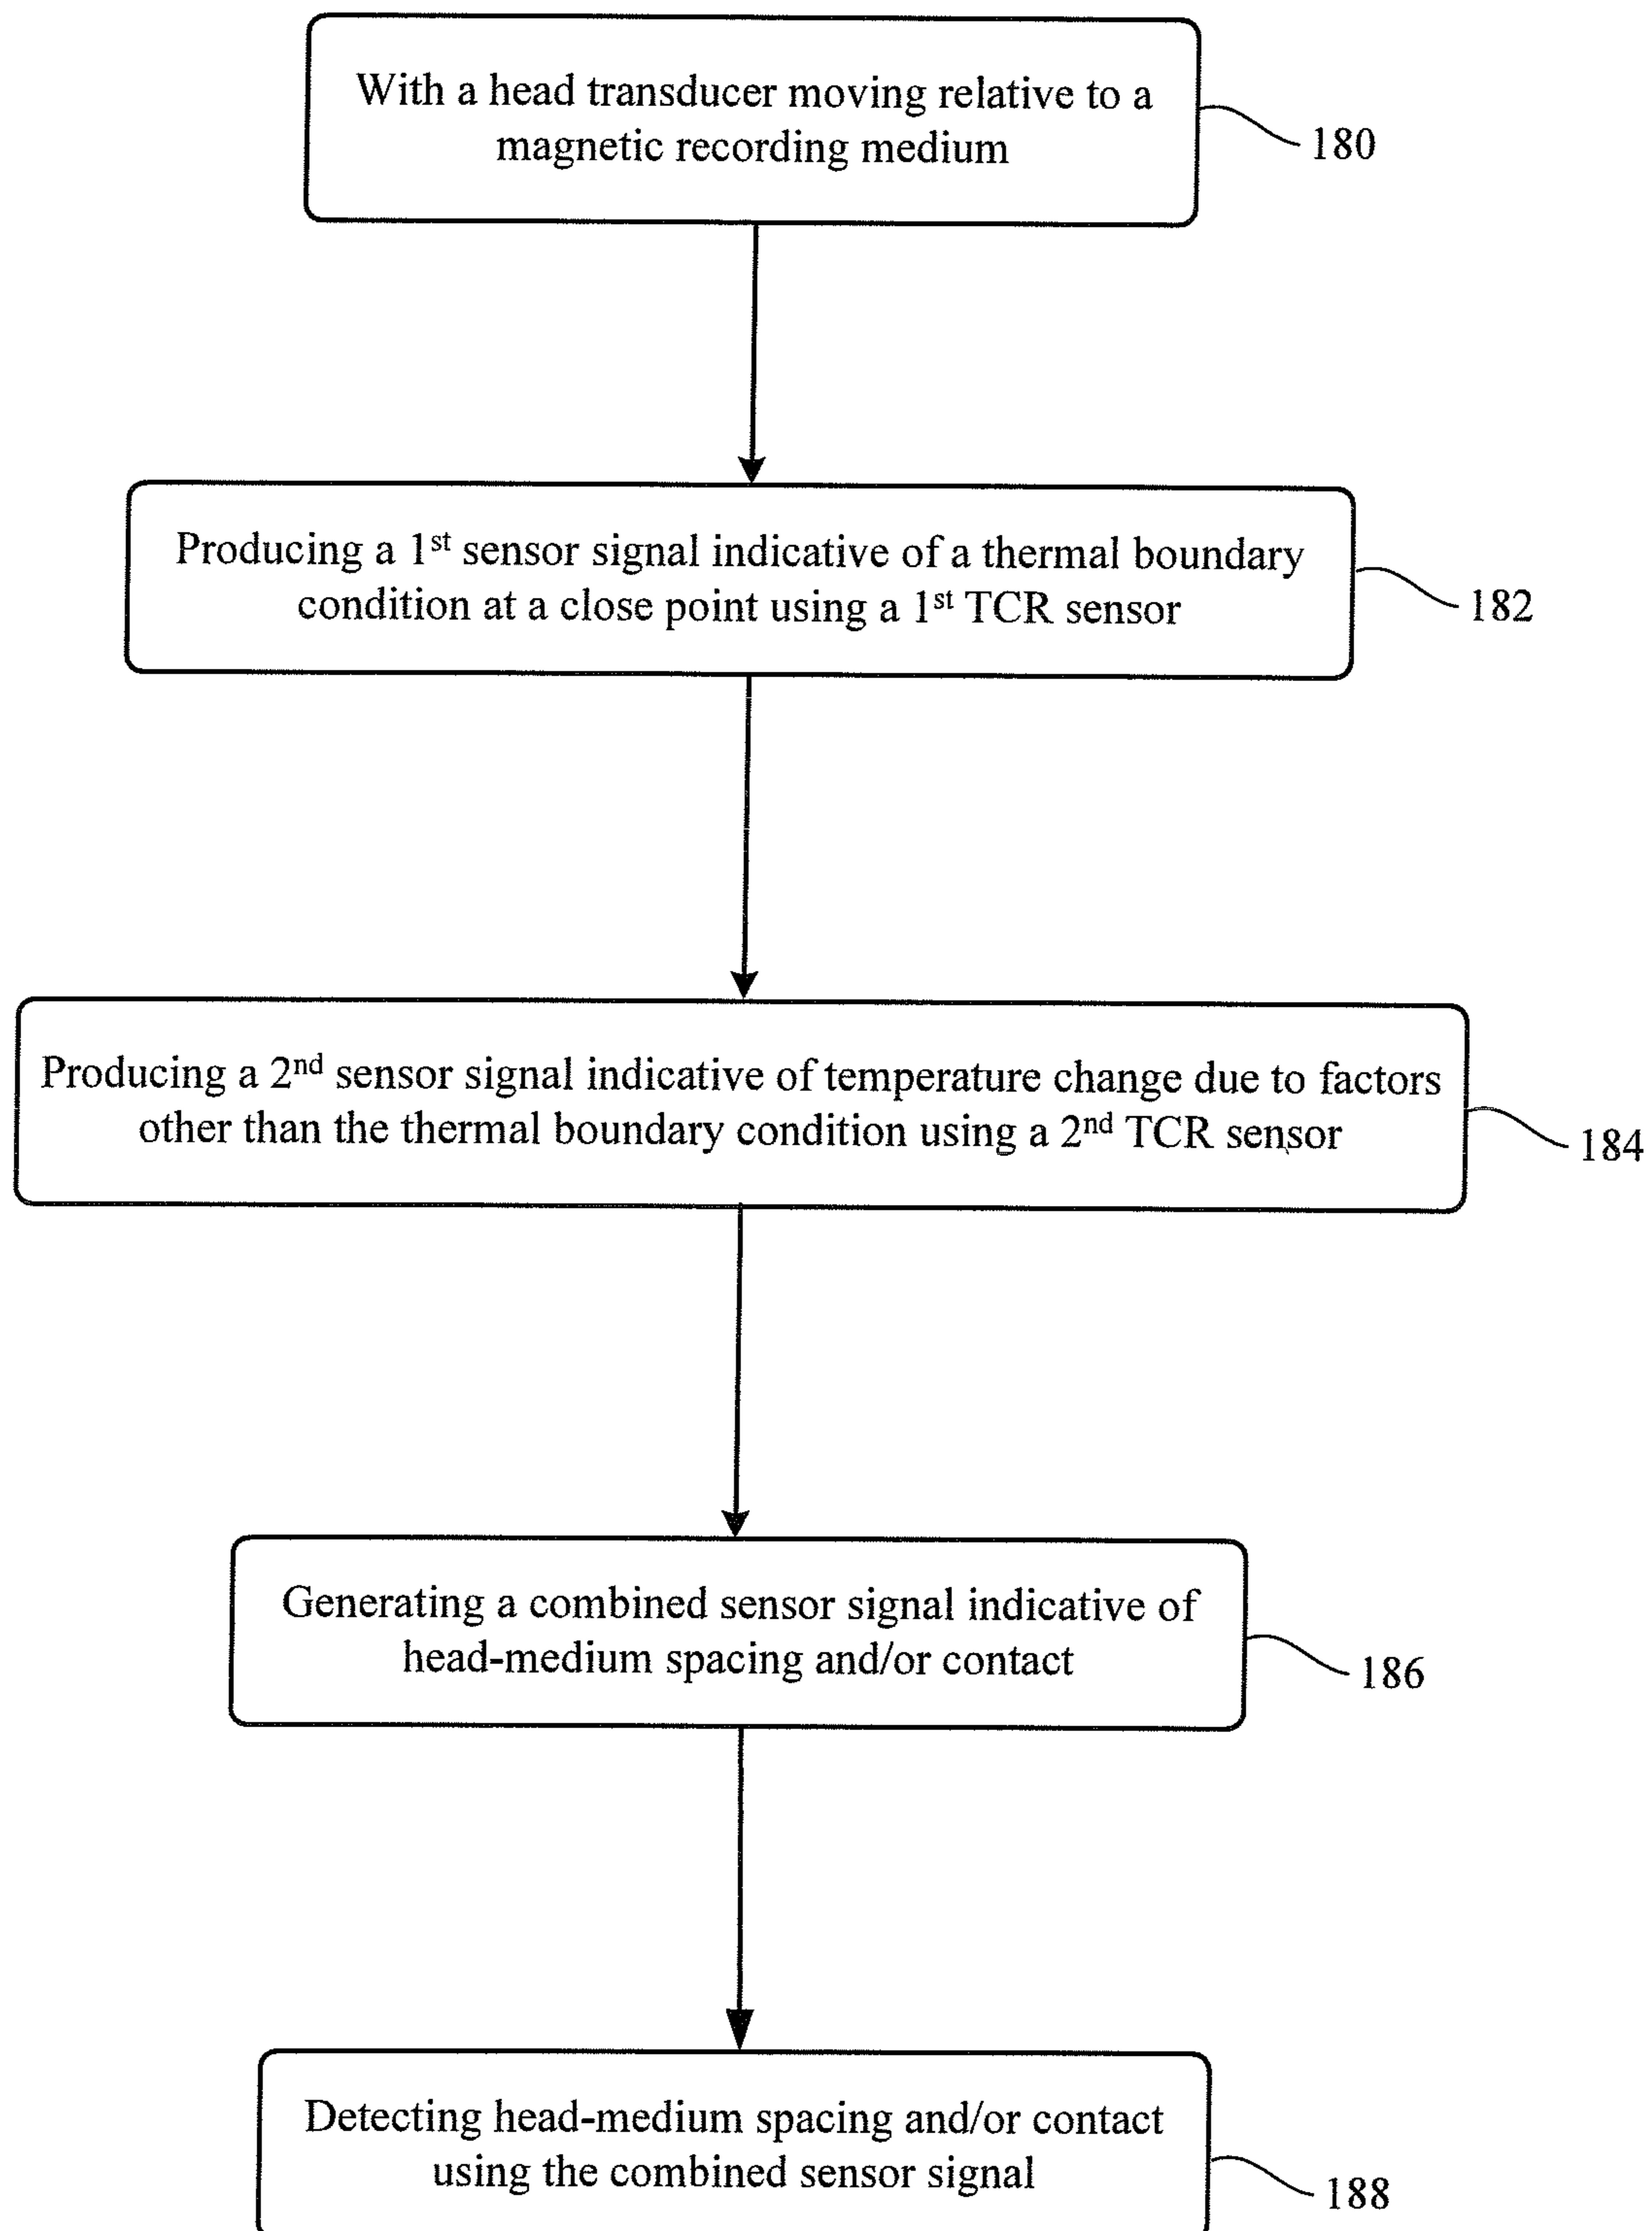 With a head transducer moving relative to a
magnetic recording medium
180
Producing a 1st sensor signal indicative of a thermal boundary
condition at a close point using a 1st TCR sensor
182
Producing a 2nd sensor signal indicative of temperature change due to factors
other than the thermal boundary condition using a 2nd TCR sensor
184
Generating a combined sensor signal indicative of
head-medium spacing and/or contact
186
Detecting head-medium spacing and/or contact
using the combined sensor signal
188